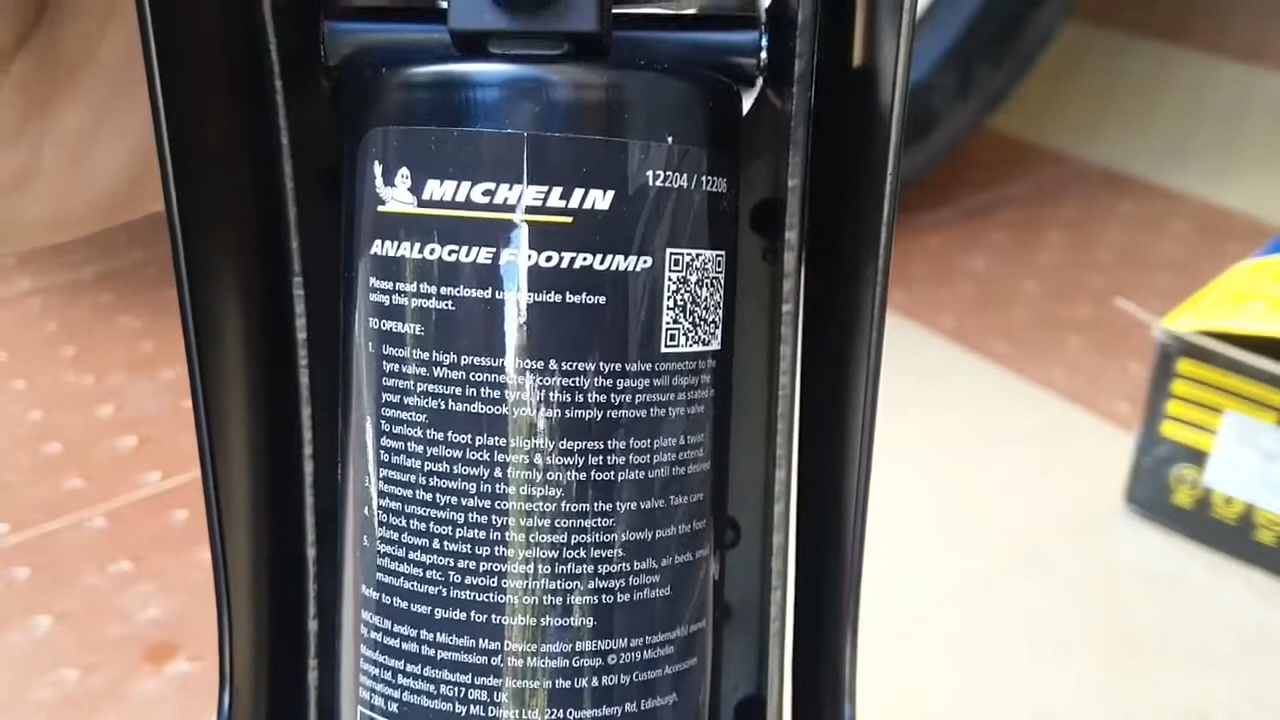 MICHELIN
12204 / 12206
ANALOGUE FOOTPUMP
Please read the enclosed user guide before
using this product.
TO OPERATE:
1. Uncoil the high pressure hose & screw tyre valve connector to the
tyre valve. When connected correctly the gauge will display the
current pressure in the tyre. If this is the tyre pressure as stated in
your vehicle's handbook you can simply remove the tyre valve
connector.
2. To unlock the foot plate slightly depress the foot plate & twist
down the yellow lock levers & slowly let the foot plate extend.
To inflate push slowly & firmly on the foot plate until the desired
pressure is showing in the display.
3. Remove the tyre valve connector from the tyre valve. Take care
when unscrewing the tyre valve connector.
4. To lock the foot plate in the closed position slowly push the foot
plate down & twist up the yellow lock levers.
5. Special adaptors are provided to inflate sports balls, air beds, small
inflatables etc. To avoid overinflation, always follow
manufacturer's instructions on the items to be inflated.
Refer to the user guide for trouble shooting.
MICHELIN and/or the Michelin Man Device and/or BIBENDUM are trademark(s) owned
by, and used with the permission of, the Michelin Group. © 2019 Michelin
Manufactured and distributed under license in the UK & ROI by Custom Accessories
Europe Ltd., Berkshire, RG17 0RB, UK
International distribution by ML Direct Ltd, 224 Queensferry Rd, Edinburgh,
EH4 2BN, UK